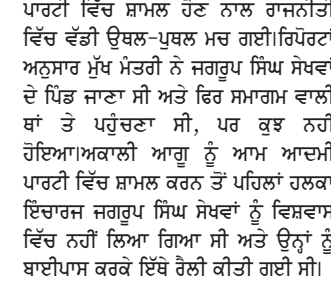 ਪਾਰਟੀ ਵਿੱਚ ਸ਼ਾਮਲ ਹੋਣ ਨਾਲ ਰਾਜਨੀਤੀ
ਵਿੱਚ ਵੱਡੀ ਉਥਲ-ਪੁਥਲ ਮਚ ਗਈ।ਰਿਪੋਰਟਾਂ
ਅਨੁਸਾਰ ਮੁੱਖ ਮੰਤਰੀ ਨੇ ਜਗਰੂਪ ਸਿੰਘ ਸੇਖਵਾਂ
ਦੇ ਪਿੰਡ ਜਾਣਾ ਸੀ ਅਤੇ ਫਿਰ ਸਮਾਗਮ ਵਾਲੀ
ਥਾਂ ਤੇ ਪਹੁੰਚਣਾ ਸੀ, ਪਰ ਕੁਝ ਨਹੀਂ
ਹੋਇਆ।ਅਕਾਲੀ ਆਗੂ ਨੂੰ ਆਮ ਆਦਮੀ
ਪਾਰਟੀ ਵਿੱਚ ਸ਼ਾਮਲ ਕਰਨ ਤੋਂ ਪਹਿਲਾਂ ਹਲਕਾ
ਇੰਚਾਰਜ ਜਗਰੂਪ ਸਿੰਘ ਸੇਖਵਾਂ ਨੂੰ ਵਿਸ਼ਵਾਸ
ਵਿੱਚ ਨਹੀਂ ਲਿਆ ਗਿਆ ਸੀ ਅਤੇ ਉਨ੍ਹਾਂ ਨੂੰ
ਬਾਈਪਾਸ ਕਰਕੇ ਇੱਥੇ ਰੈਲੀ ਕੀਤੀ ਗਈ ਸੀ।